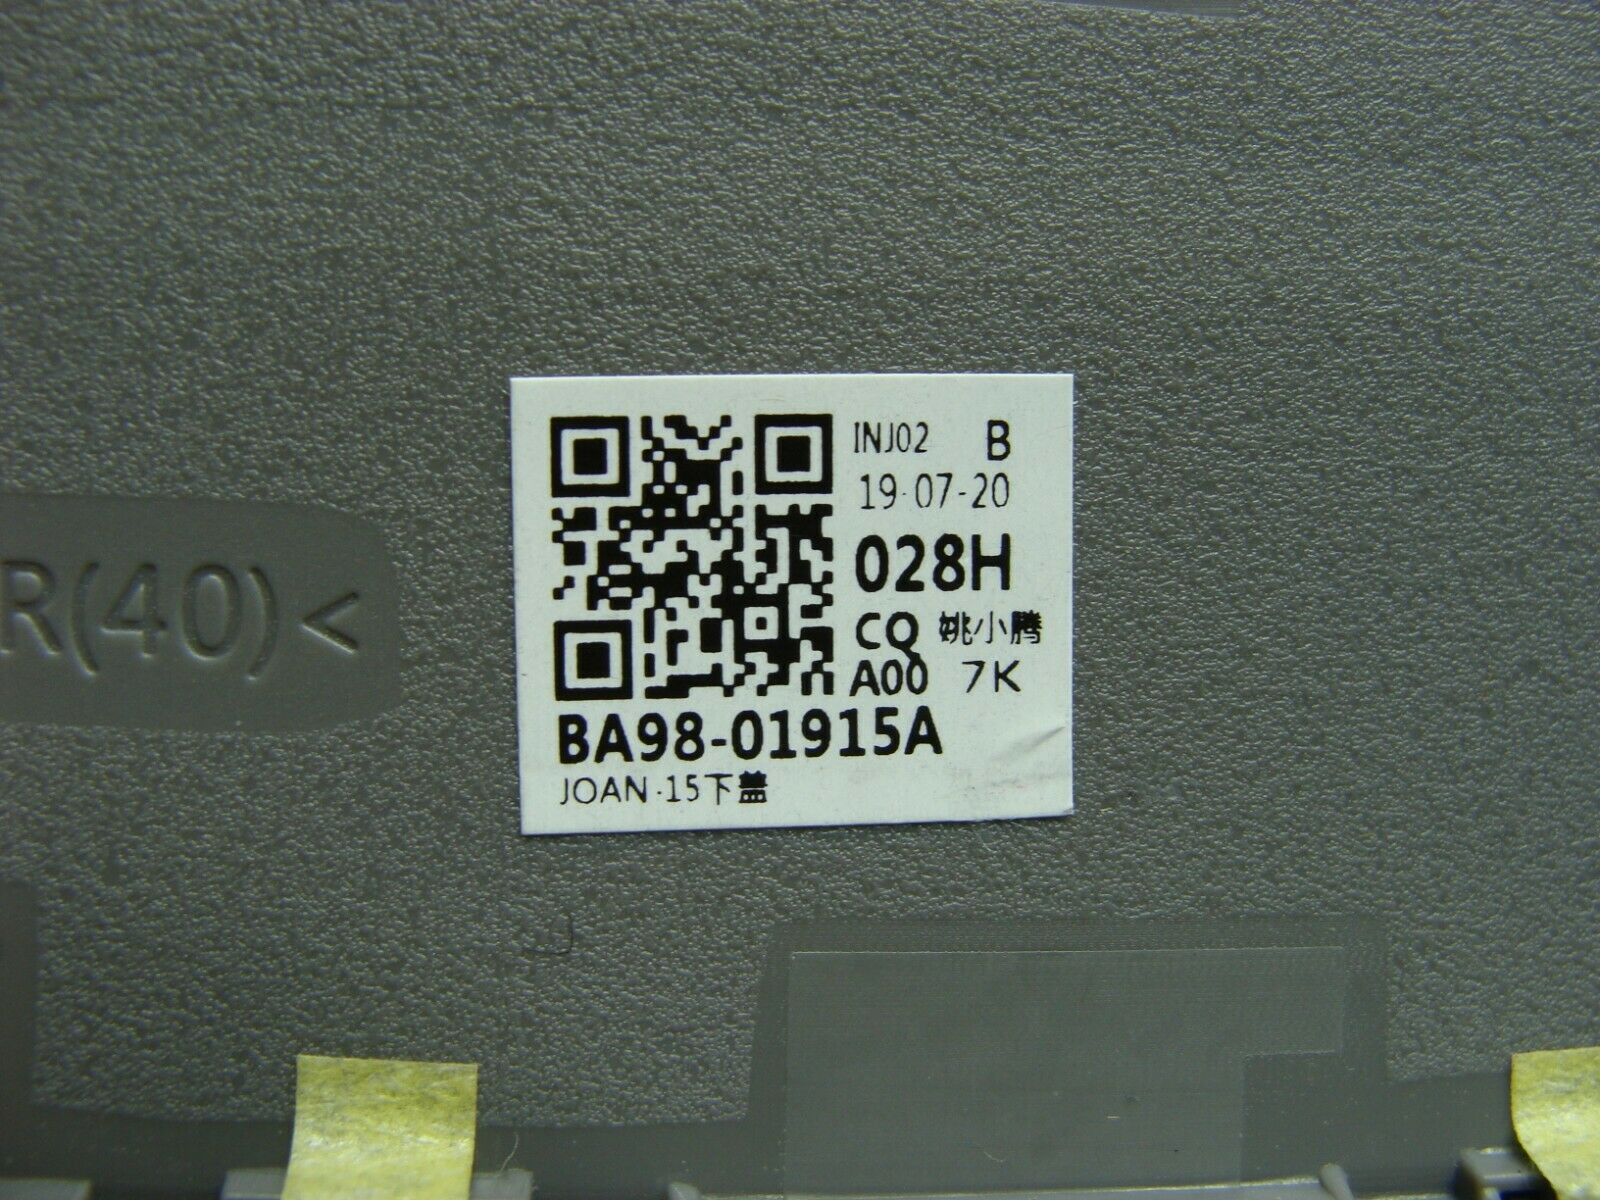 INJ02 B
19-07-20
028H
CQ 姚小腾
A00 7K
BA98-01915A
JOAN-15下盖
R(40)<